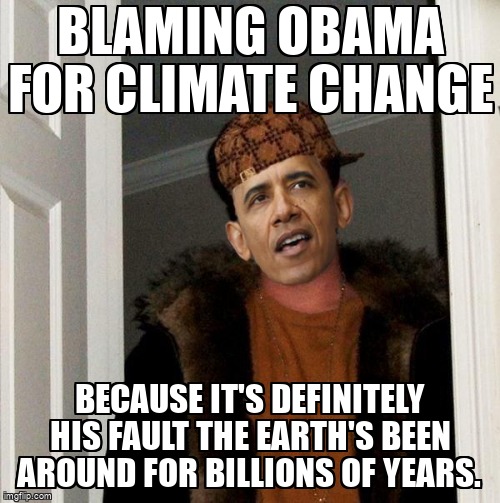 BLAMING OBAMA
FOR CLIMATE CHANGE
BECAUSE IT'S DEFINITELY
HIS FAULT THE EARTH'S BEEN
AROUND FOR BILLIONS OF YEARS.
imgflip.com